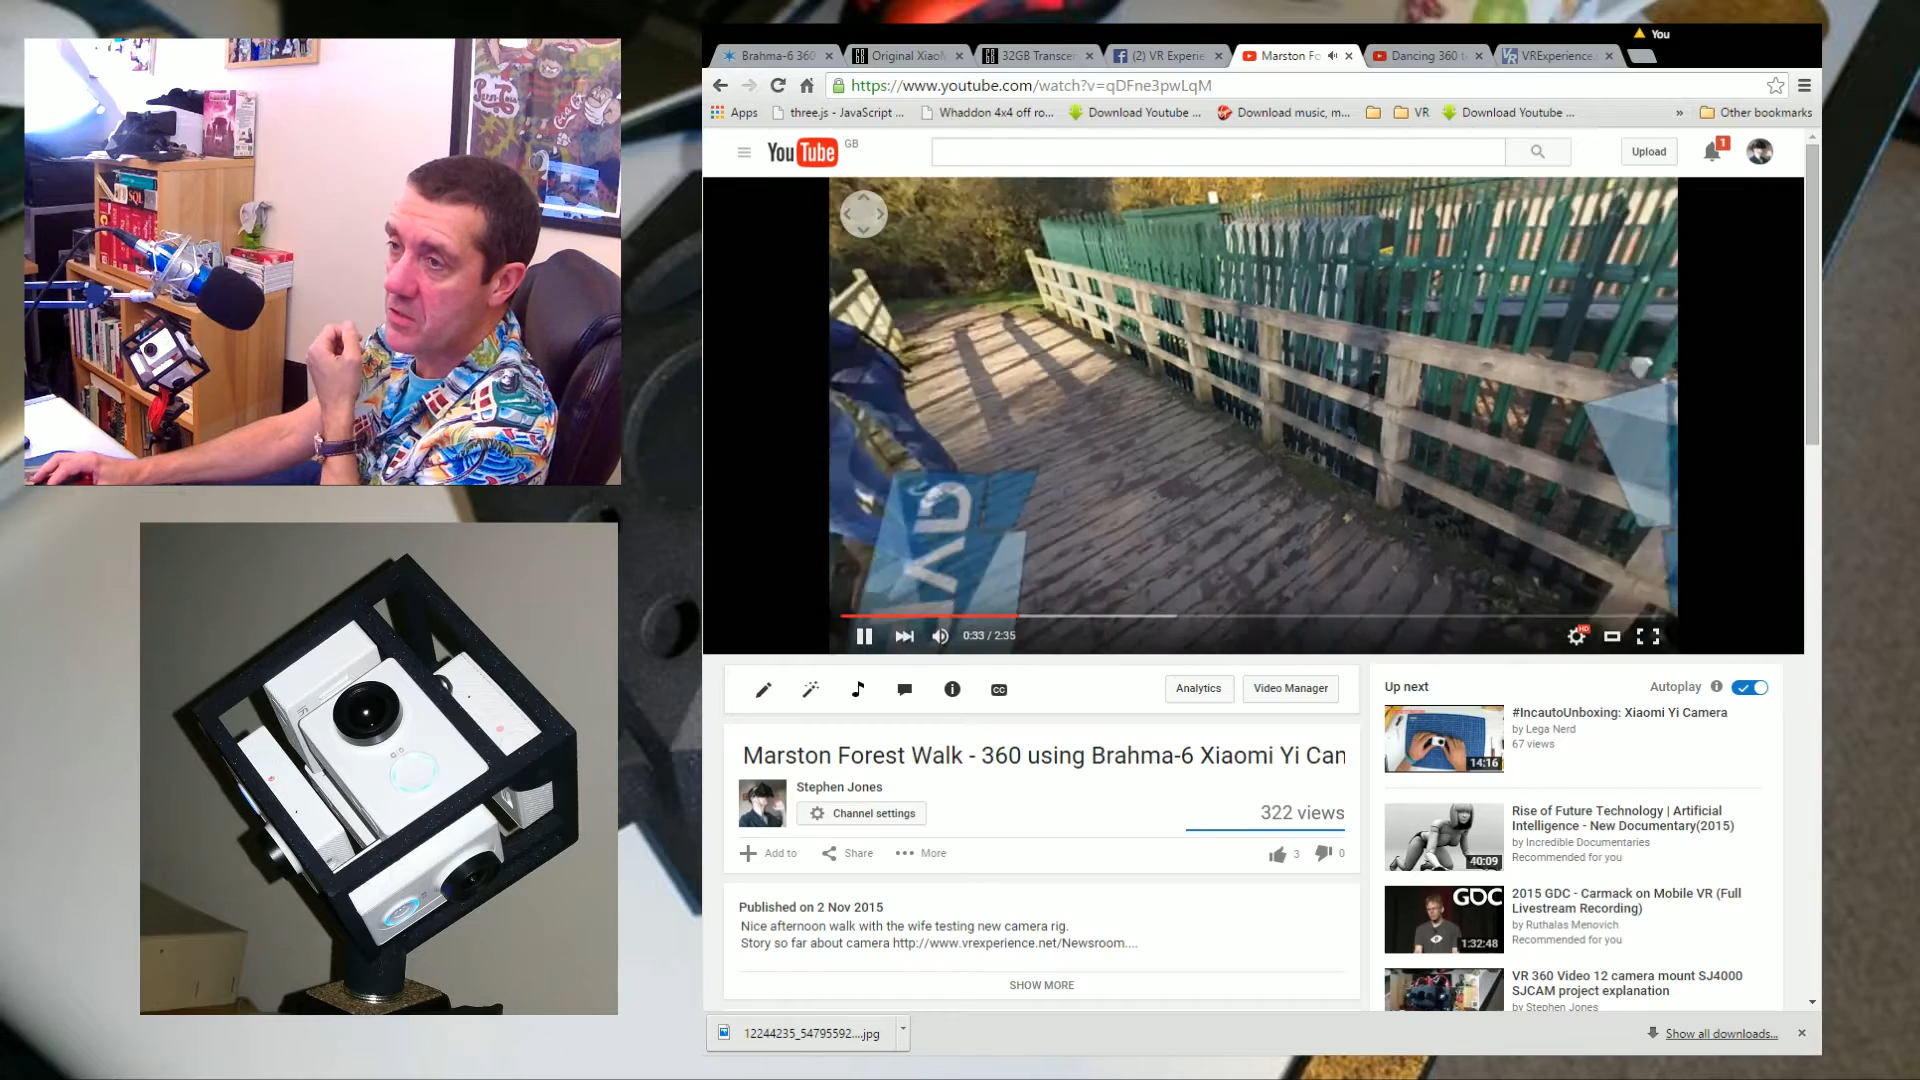 You
Brahma-6 360
Original Xiaol
32GB Transcen
(2) VR Experie
Marston Fo
Dancing 360 t
VRExperience.
https://www.youtube.com/watch?v=qDFne3pwLqM
Apps
three.js - JavaScript ...
Whaddon 4x4 off ro...
Download Youtube ...
Download music, m...
VR
Download Youtube ...
»
Other bookmarks
YouTube GB
Upload
1
0:33 / 2:35
HD
CC
Analytics
Video Manager
Marston Forest Walk - 360 using Brahma-6 Xiaomi Yi Can
Stephen Jones
Channel settings
322 views
Add to
Share
More
3
0
Published on 2 Nov 2015
Nice afternoon walk with the wife testing new camera rig.
Story so far about camera http://www.vrexperience.net/Newsroom....
SHOW MORE
Up next
Autoplay
#IncautoUnboxing: Xiaomi Yi Camera
by Lega Nerd
67 views
14:16
Rise of Future Technology | Artificial
Intelligence - New Documentary(2015)
by Incredible Documentaries
Recommended for you
40:09
GDC
2015 GDC - Carmack on Mobile VR (Full
Livestream Recording)
by Ruthalas Menovich
Recommended for you
1:32:48
VR 360 Video 12 camera mount SJ4000
SJCAM project explanation
by Stephen Jones
12244235_54795592....jpg
Show all downloads...